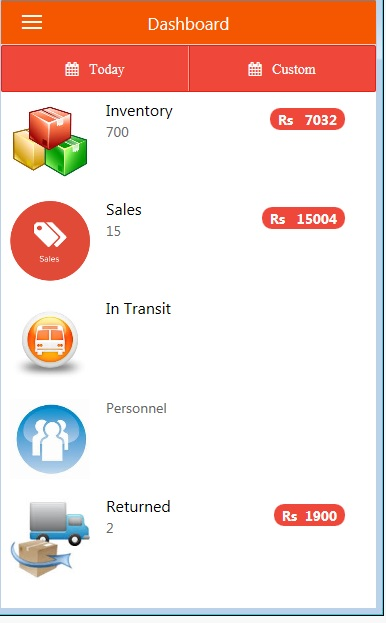 Dashboard
Today Custom
Inventory
Rs 7032
700
Sales
Rs 15004
15
Sales
In Transit
Personnel
Returned
Rs 1900
2